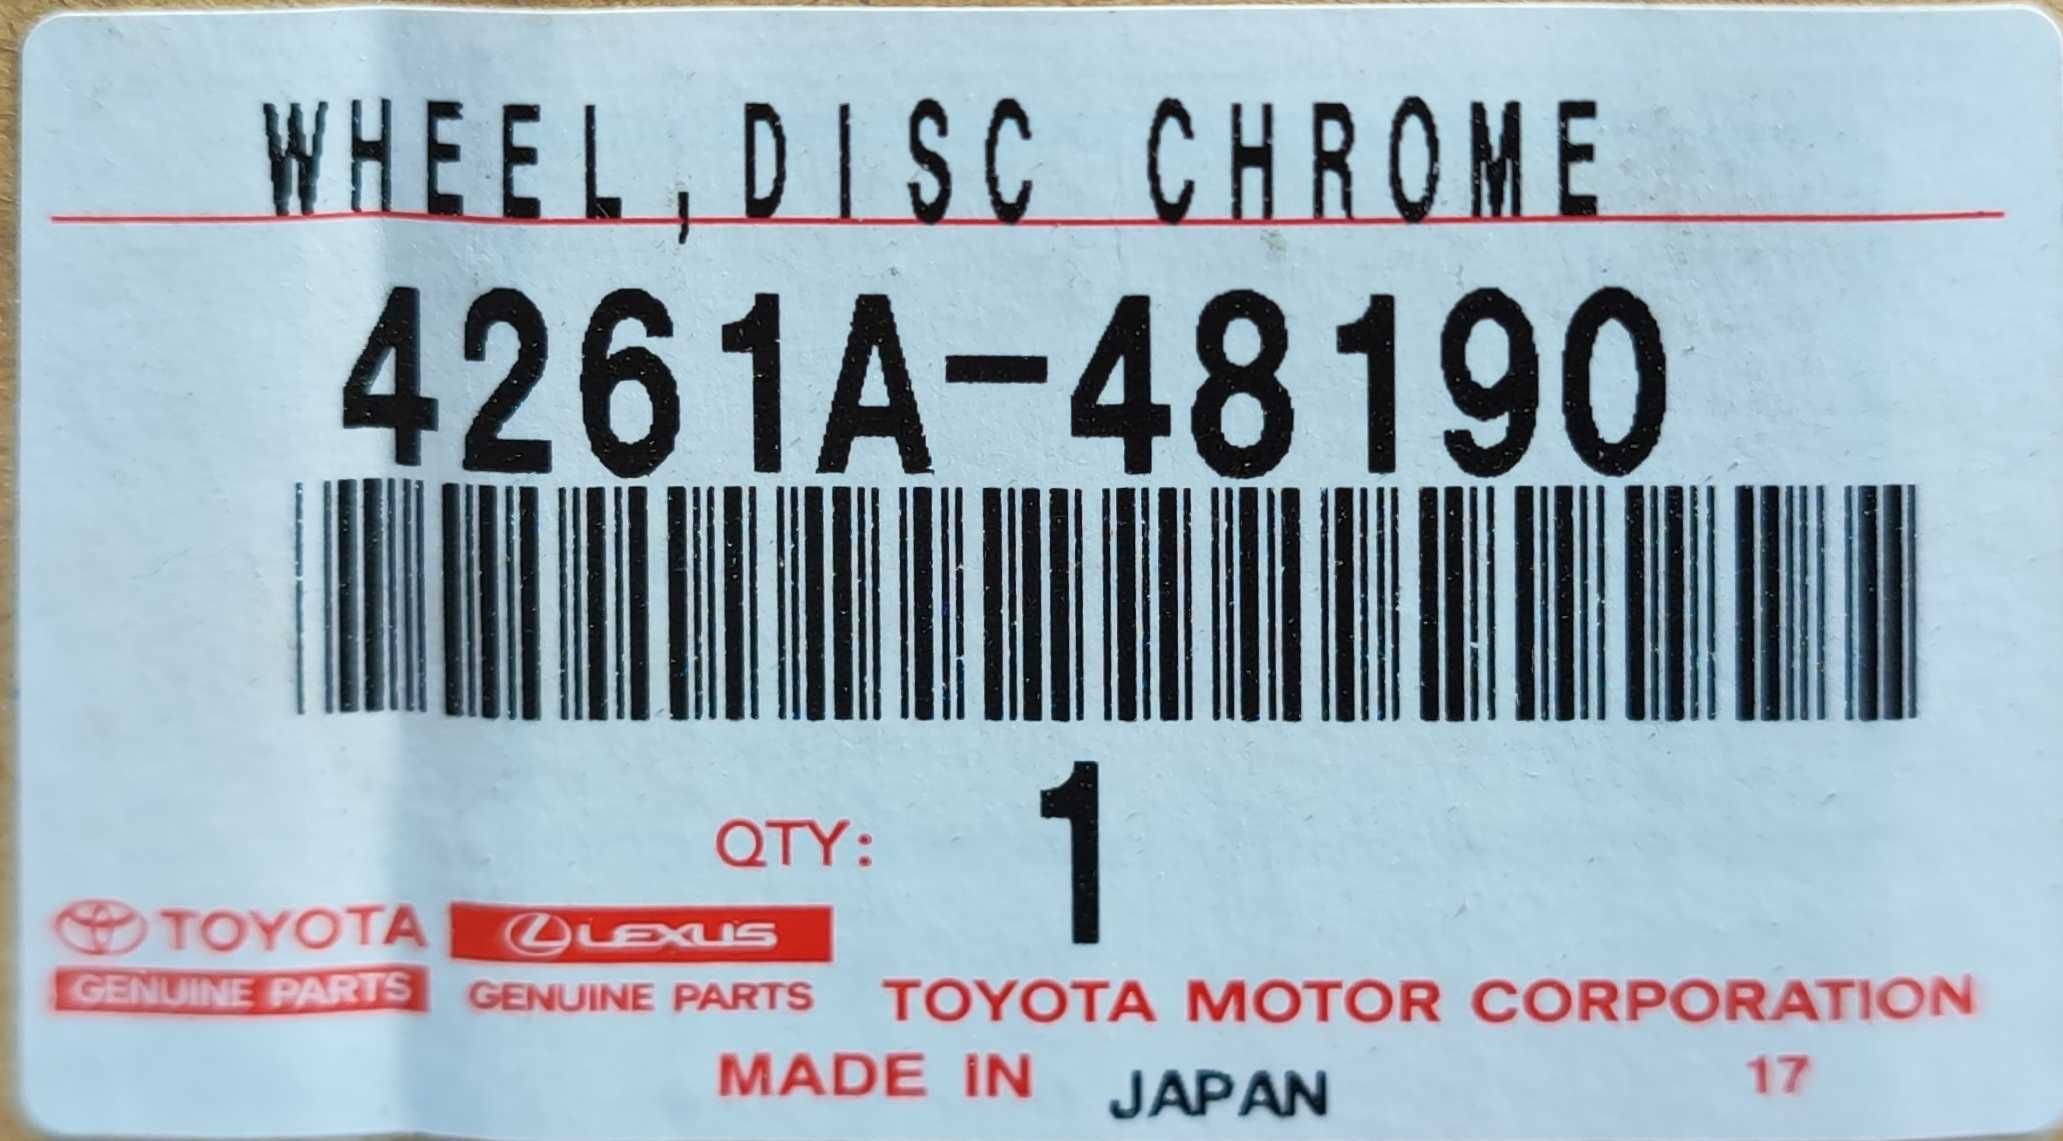 WHEEL,DISC CHROME
4261A-48190
QTY: 1
TOYOTA LEXUS
GENUINE PARTS GENUINE PARTS TOYOTA MOTOR CORPORATION
MADE IN JAPAN 17